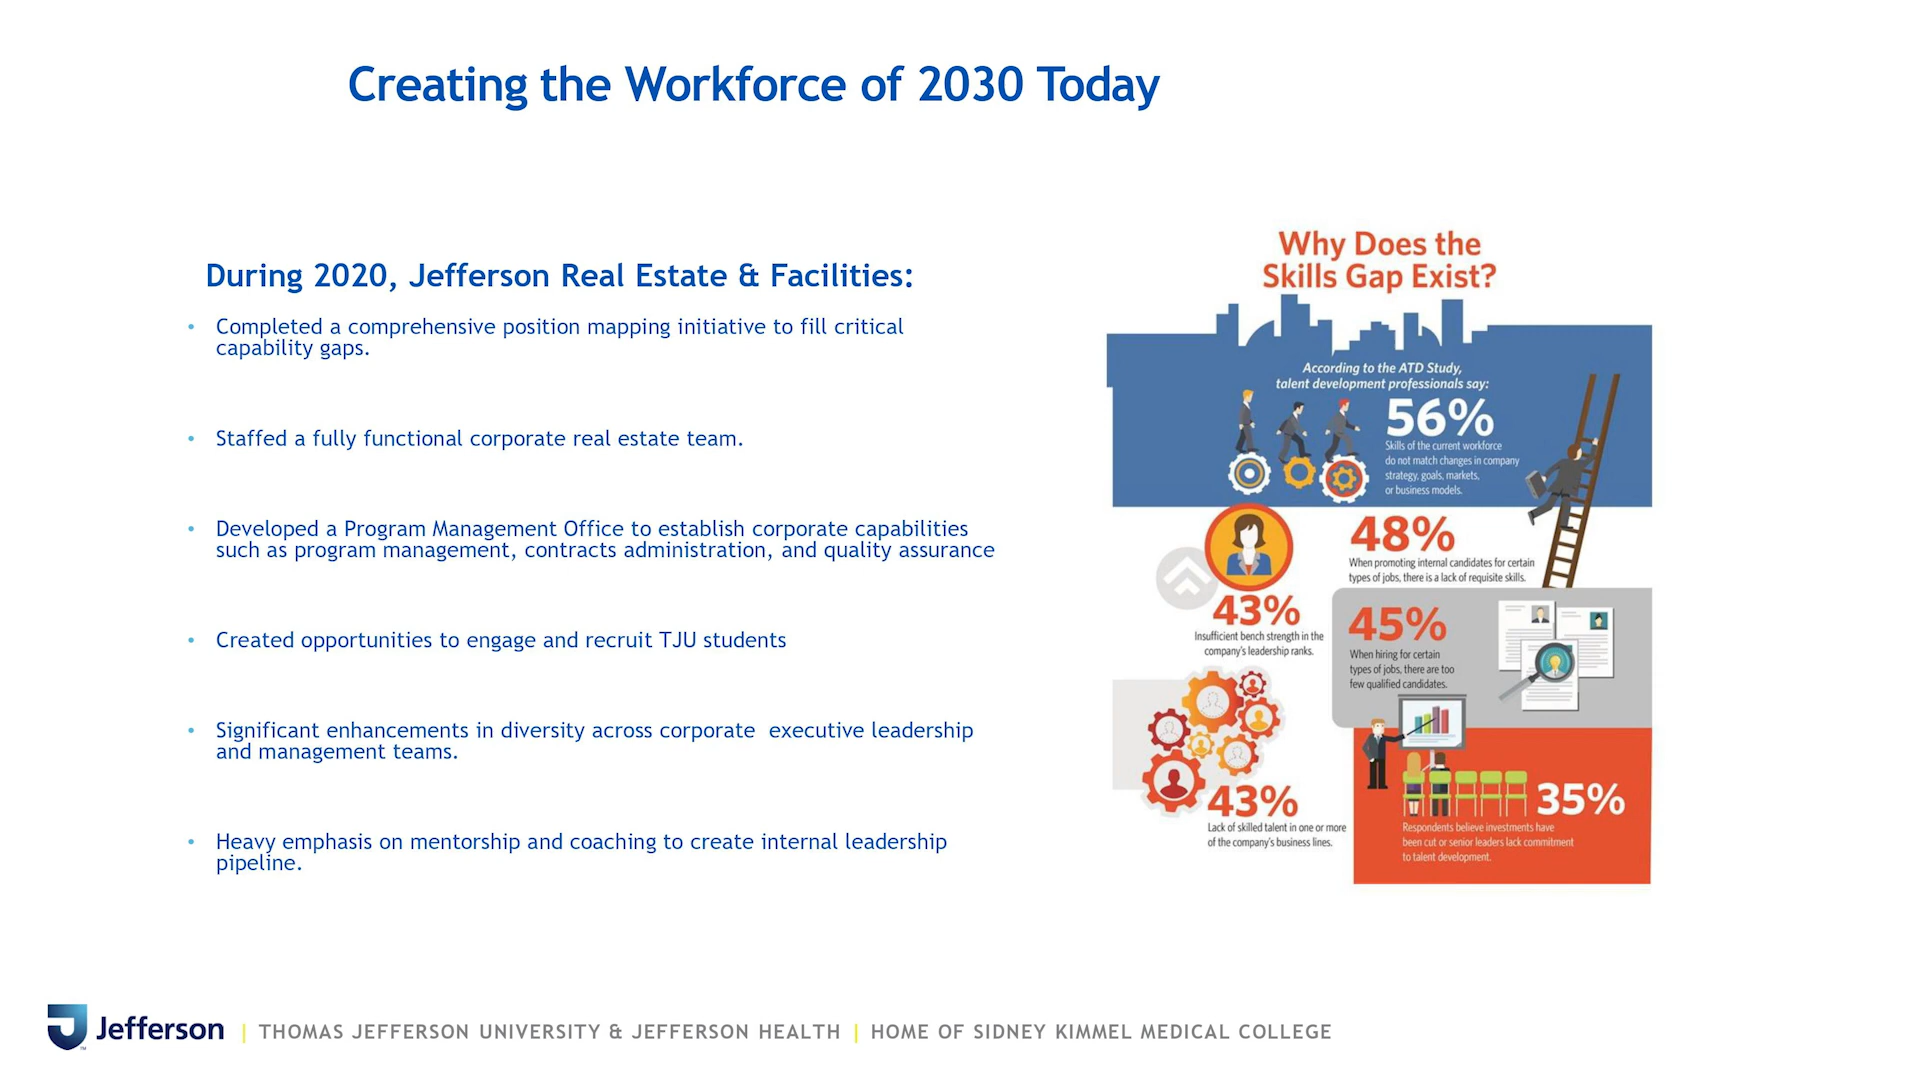 Creating the Workforce of 2030 Today
During 2020, Jefferson Real Estate & Facilities:
• Completed a comprehensive position mapping initiative to fill critical
capability gaps.
• Staffed a fully functional corporate real estate team.
• Developed a Program Management Office to establish corporate capabilities
such as program management, contracts administration, and quality assurance
• Created opportunities to engage and recruit TJU students
• Significant enhancements in diversity across corporate  executive leadership
and management teams.
• Heavy emphasis on mentorship and coaching to create internal leadership
pipeline.
Why Does the
Skills Gap Exist?
According to the ATD Study,
talent development professionals say:
56%
Skills of the current workforce
do not match changes in company
strategy, goals, markets,
or business models.
48%
When promoting internal candidates for certain
types of jobs, there is a lack of requisite skills.
43%
Insufficient bench strength in the
company's leadership ranks.
45%
When hiring for certain
types of jobs, there are too
few qualified candidates.
43%
Lack of skilled talent in one or more
of the company's business lines.
35%
Respondents believe investments have
been cut or senior leaders lack commitment
to talent development.
Jefferson | THOMAS JEFFERSON UNIVERSITY & JEFFERSON HEALTH | HOME OF SIDNEY KIMMEL MEDICAL COLLEGE